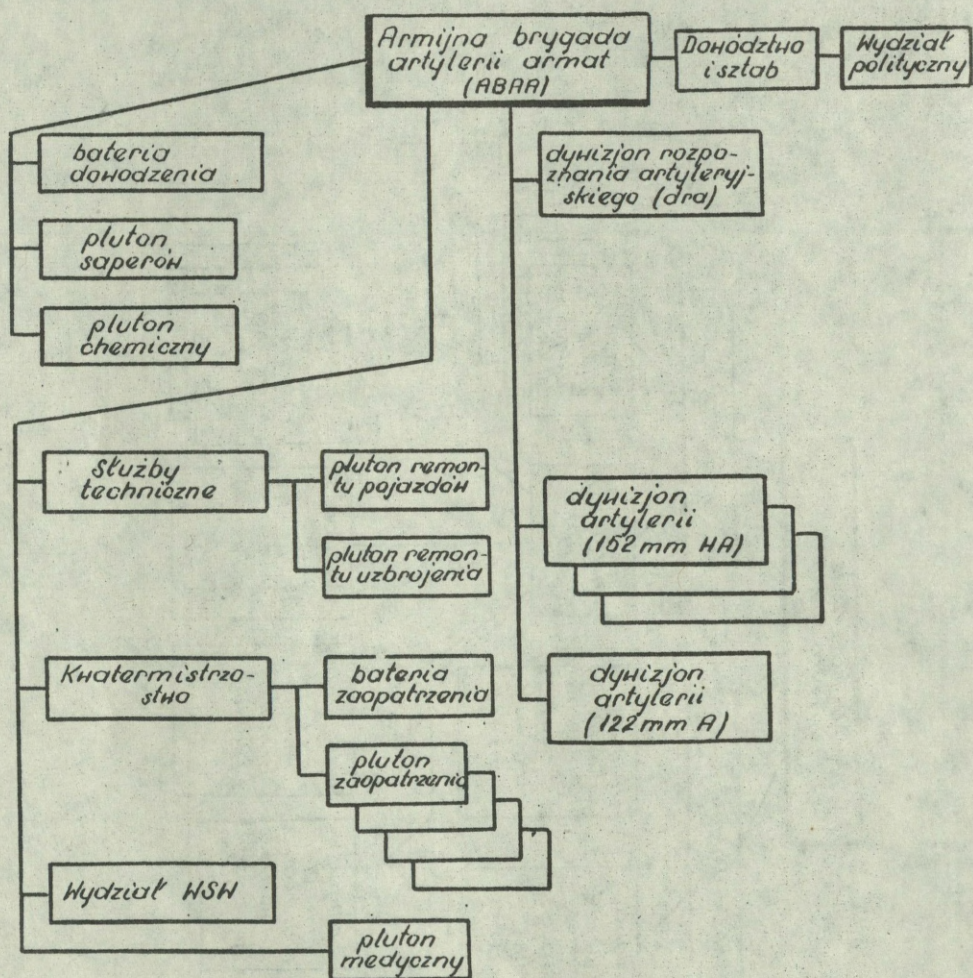 Armijna brygada
artylerii armat
(ABAA)
Dowództwo
i sztab
Wydział
polityczny
bateria
dowodzenia
pluton
saperów
pluton
chemiczny
dywizjon rozpo-
znania artyleryj-
skiego (dra)
Służby
techniczne
pluton remon-
tu pojazdów
pluton remon-
tu uzbrojenia
dywizjon
artylerii
(152 mm HA)
Kwatermistrzo-
stwo
bateria
zaopatrzenia
pluton
zaopatrzenia
dywizjon
artylerii
(122 mm A)
Wydział WSW
pluton
medyczny